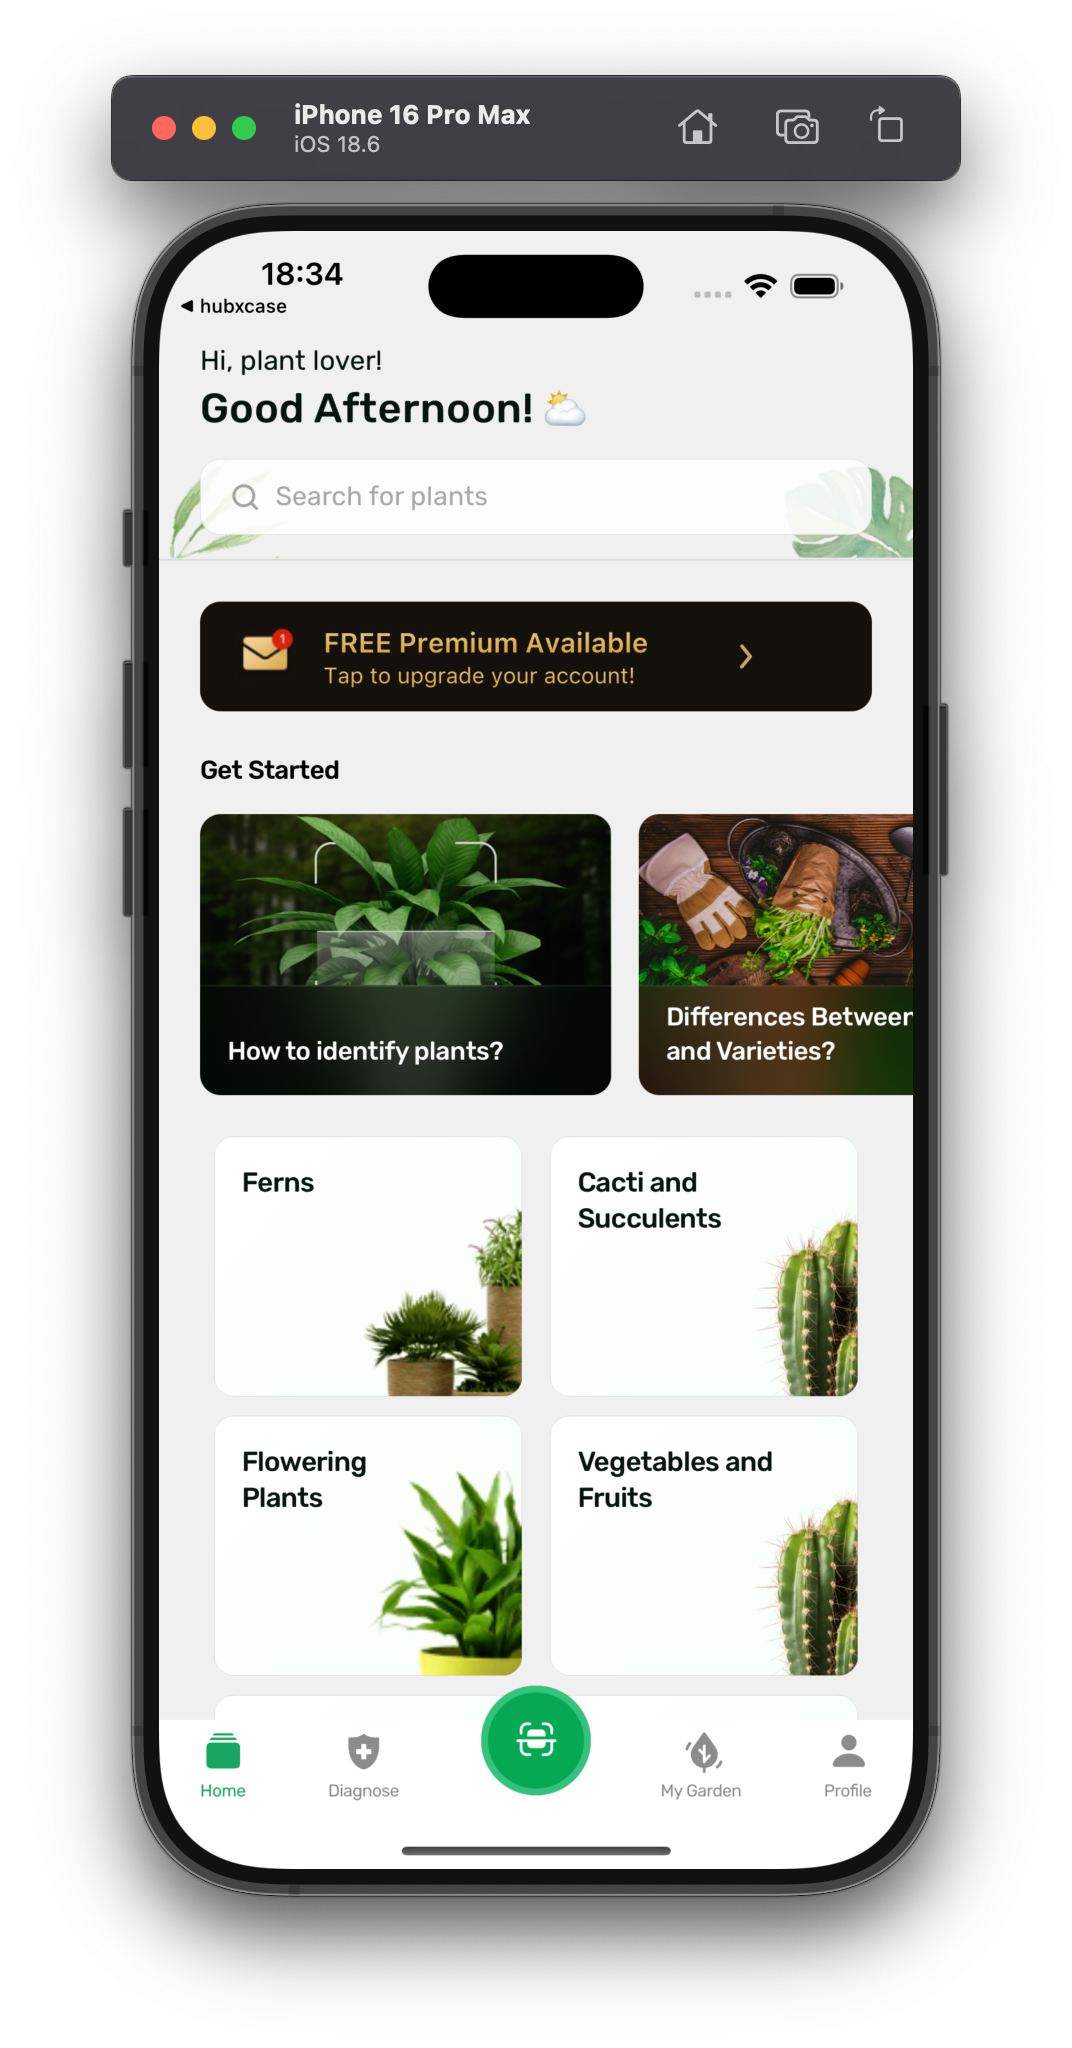 iPhone 16 Pro Max
iOS 18.6
18:34
◀ hubxcase
Hi, plant lover!
Good Afternoon! 🌥️
Search for plants
1
FREE Premium Available
Tap to upgrade your account!
Get Started
How to identify plants?
Differences Between
and Varieties?
Ferns
Cacti and
Succulents
Flowering
Plants
Vegetables and
Fruits
Home
Diagnose
My Garden
Profile